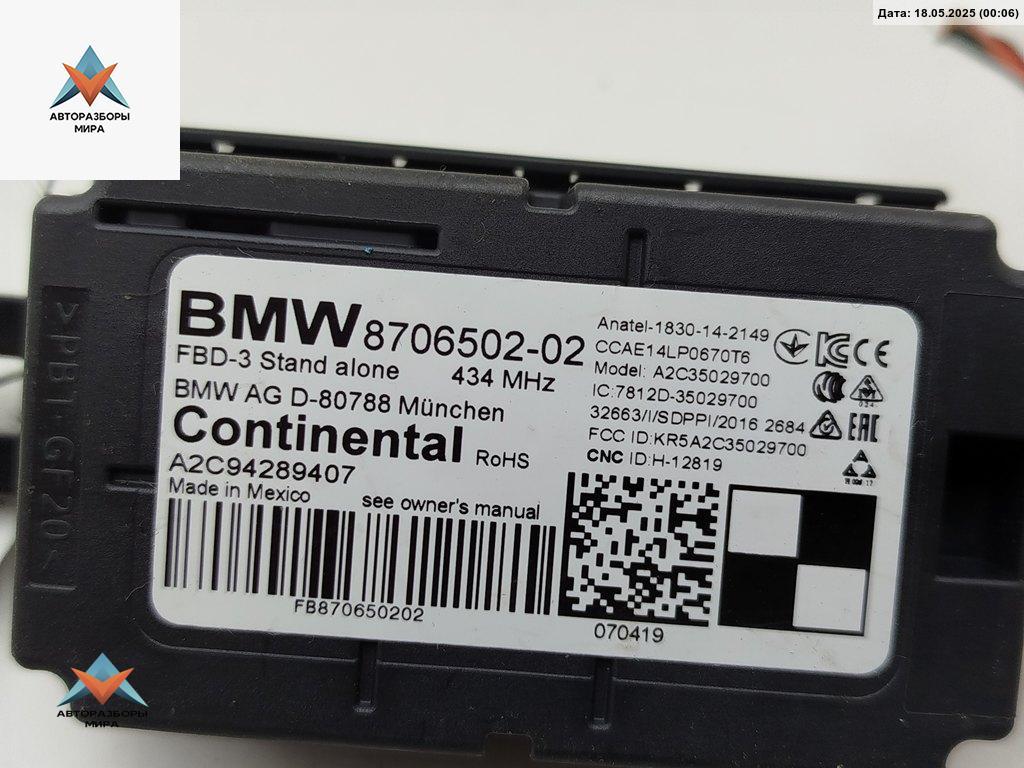 Дата: 18.05.2025 (00:06)
АВТОРАЗБОРЫ
МИРА
BMW 8706502-02
FBD-3 Stand alone 434 MHz
BMW AG D-80788 München
Continental RoHS
A2C94289407
Made in Mexico see owner's manual
FB870650202
Anatel-1830-14-2149
CCAE14LP0670T6
Model: A2C35029700
IC:7812D-35029700
32663/I/SDPPI/2016 2684
FCC ID:KR5A2C35029700
CNC ID:H-12819
CE
EAC
070419
>PBT-GF20<
АВТОРАЗБОРЫ
МИРА